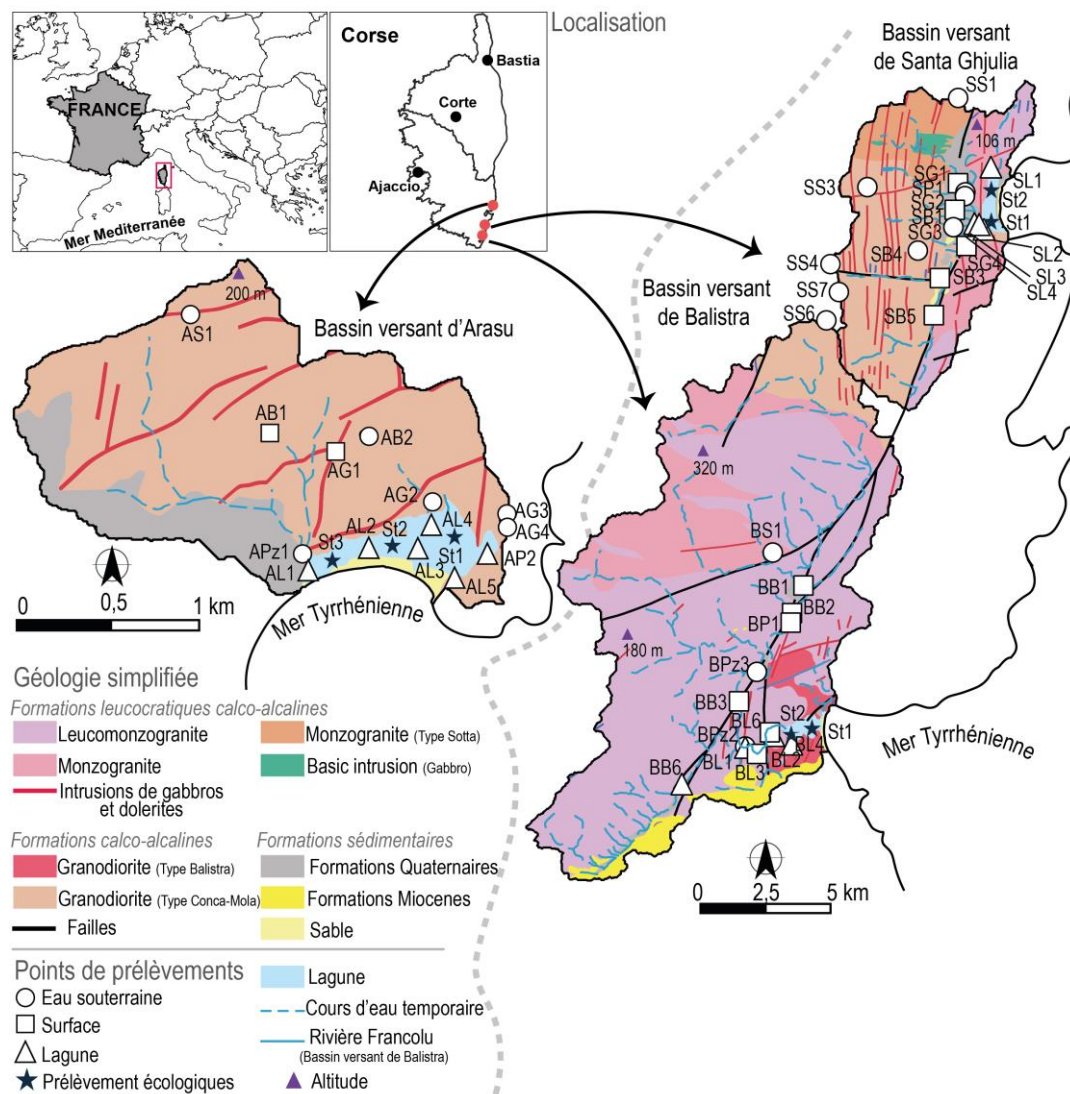 Localisation
FRANCE
Mer Mediterranée
Corse
Bastia
Corte
Ajaccio
Bassin versant
de Santa Ghjulia
SS1
106 m
SG1
SP1
SG2
SB1
SG3
SS3
SL1
St2
St1
SL2
SL3
SL4
SG4
SB4
SB3
SS4
SS7
SS6
SB5
Bassin versant d'Arasu
200 m
AS1
AB1
AB2
AG1
AG2
AG3
AG4
AL4
AL2
St2
St3
APz1
AL1
AL3
St1
AP2
AL5
0
0,5
1 km
Mer Tyrrhénienne
Bassin versant
de Balistra
320 m
BS1
BB1
BB2
BP1
180 m
BPz3
BB3
BL6
St2
St1
BPz2
BL4
BL1
BL2
BL3
BB6
Mer Tyrrhénienne
0
2,5
5 km
Géologie simplifiée
Formations leucocratiques calco-alcalines
Leucomonzogranite
Monzogranite
Intrusions de gabbros
et dolerites
Monzogranite (Type Sotta)
Basic intrusion (Gabbro)
Formations calco-alcalines
Granodiorite (Type Balistra)
Granodiorite (Type Conca-Mola)
Failles
Formations sédimentaires
Formations Quaternaires
Formations Miocenes
Sable
Points de prélèvements
Eau souterraine
Surface
Lagune
Prélèvement écologiques
Lagune
Cours d'eau temporaire
Rivière Francolu
(Bassin versant de Balistra)
Altitude